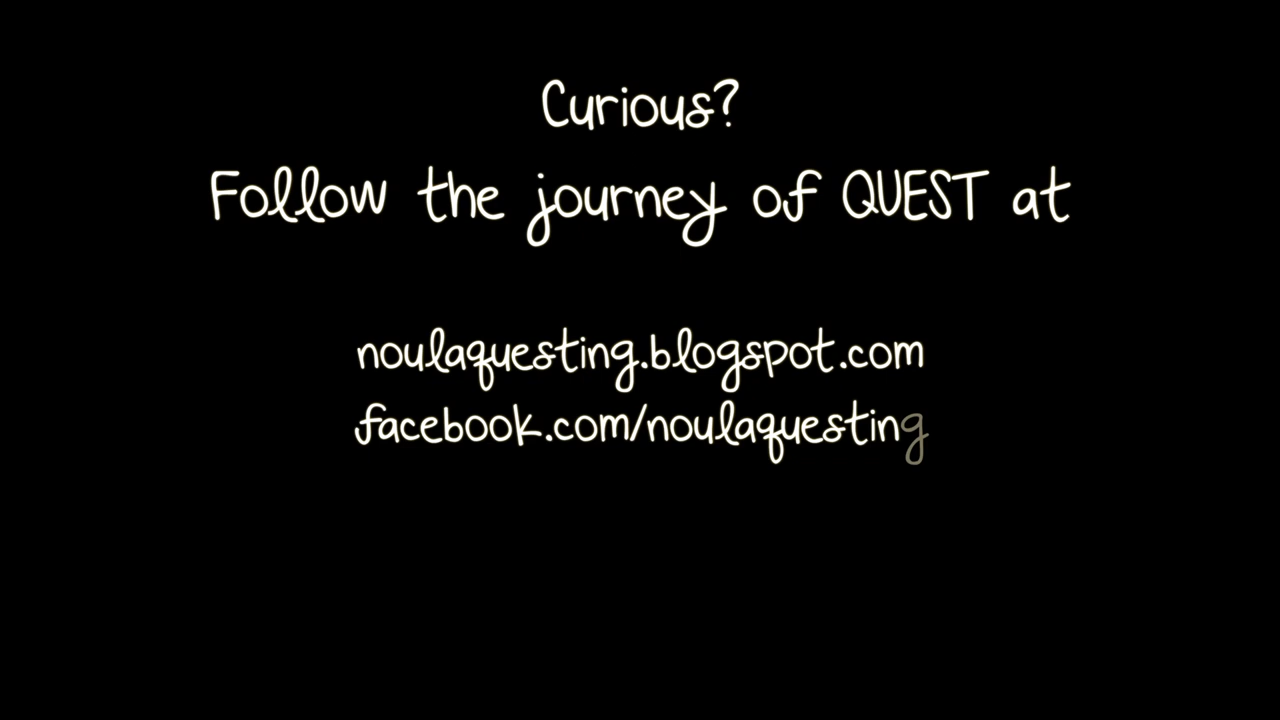 Curious?
Follow the journey of QUEST at
noulaquesting.blogspot.com
facebook.com/noulaquesting